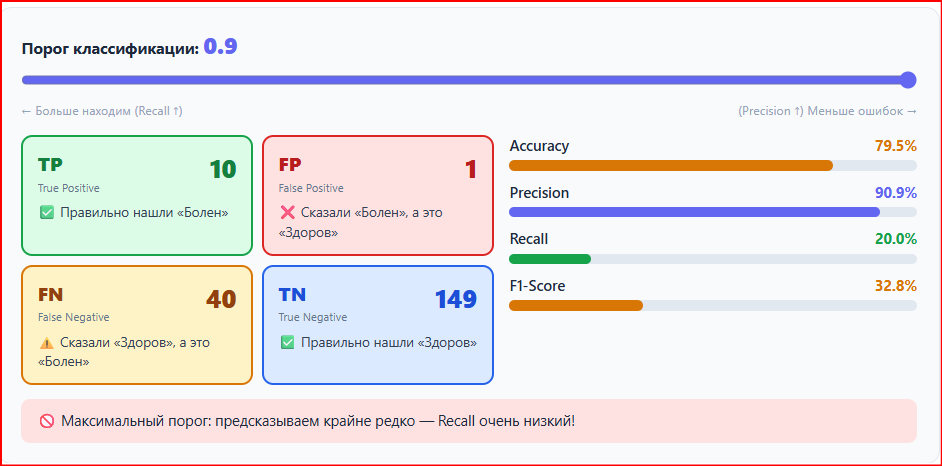 Порог классификации: 0.9
← Больше находим (Recall ↑)
(Precision ↑) Меньше ошибок →
TP 10
True Positive
✅ Правильно нашли «Болен»
FP 1
False Positive
❌ Сказали «Болен», а это
«Здоров»
FN 40
False Negative
⚠️ Сказали «Здоров», а это
«Болен»
TN 149
True Negative
✅ Правильно нашли «Здоров»
Accuracy 79.5%
Precision 90.9%
Recall 20.0%
F1-Score 32.8%
🚫 Максимальный порог: предсказываем крайне редко — Recall очень низкий!